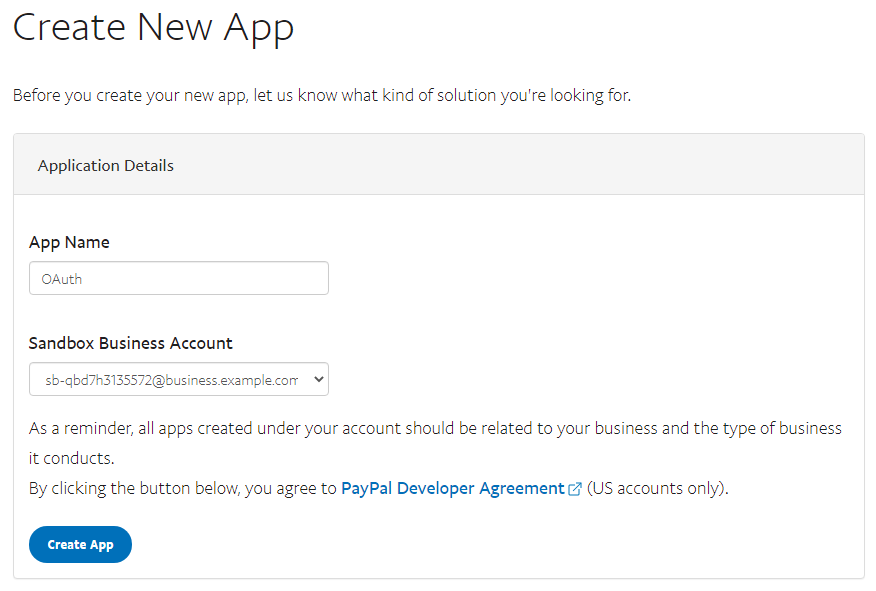 Create New App
Before you create your new app, let us know what kind of solution you're looking for.
Application Details
App Name
OAuth
Sandbox Business Account
sb-qbd7h3135572@business.example.com
As a reminder, all apps created under your account should be related to your business and the type of business
it conducts.
By clicking the button below, you agree to PayPal Developer Agreement (US accounts only).
Create App